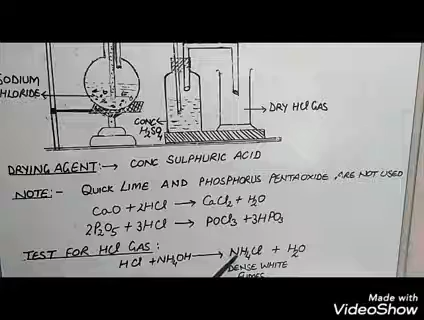 SODIUM
CHLORIDE
CONC
H₂SO₄
DRY HCl GAS
DRYING AGENT:→ CONC SULPHURIC ACID
NOTE:- QUICK LIME AND PHOSPHORUS PENTAOXIDE, ARE NOT USED
CaO + 2HCl → CaCl₂ + H₂O
2P₂O₅ + 3HCl → POCl₃ + 3HPO₃
TEST FOR HCl GAS:
HCl + NH₄OH → NH₄Cl + H₂O
DENSE WHITE
FUMES
Made with
VideoShow